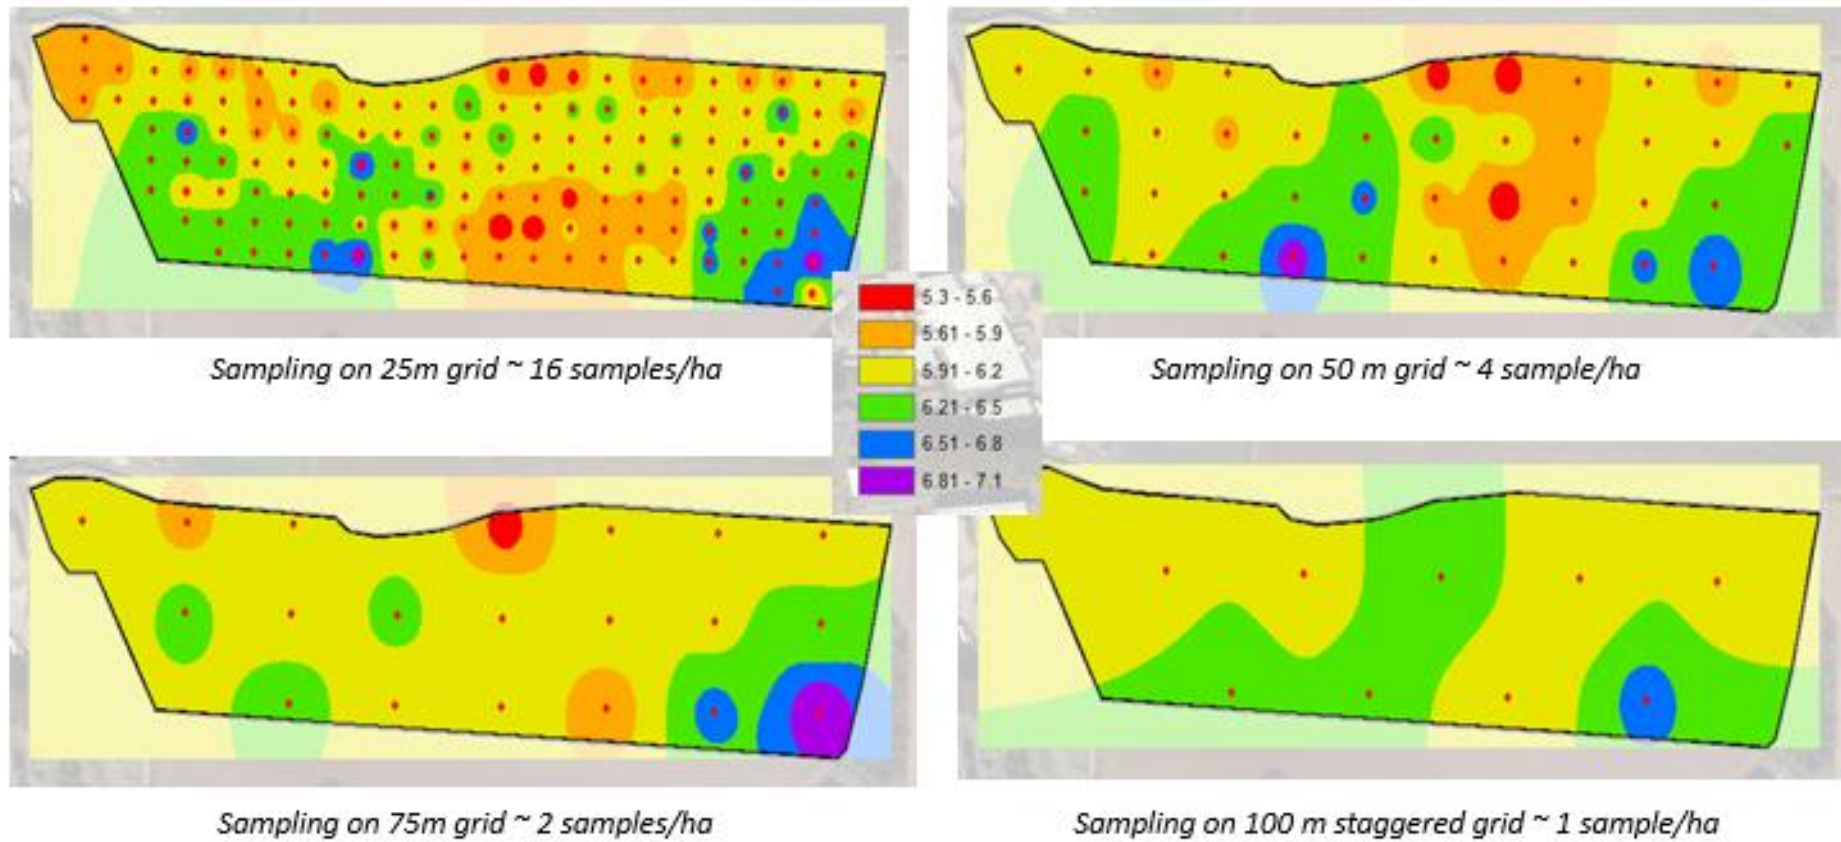 Sampling on 25m grid ~ 16 samples/ha
Sampling on 50 m grid ~ 4 sample/ha
5.3 - 5.6
5.61 - 5.9
5.91 - 6.2
6.21 - 6.5
6.51 - 6.8
6.81 - 7.1
Sampling on 75m grid ~ 2 samples/ha
Sampling on 100 m staggered grid ~ 1 sample/ha